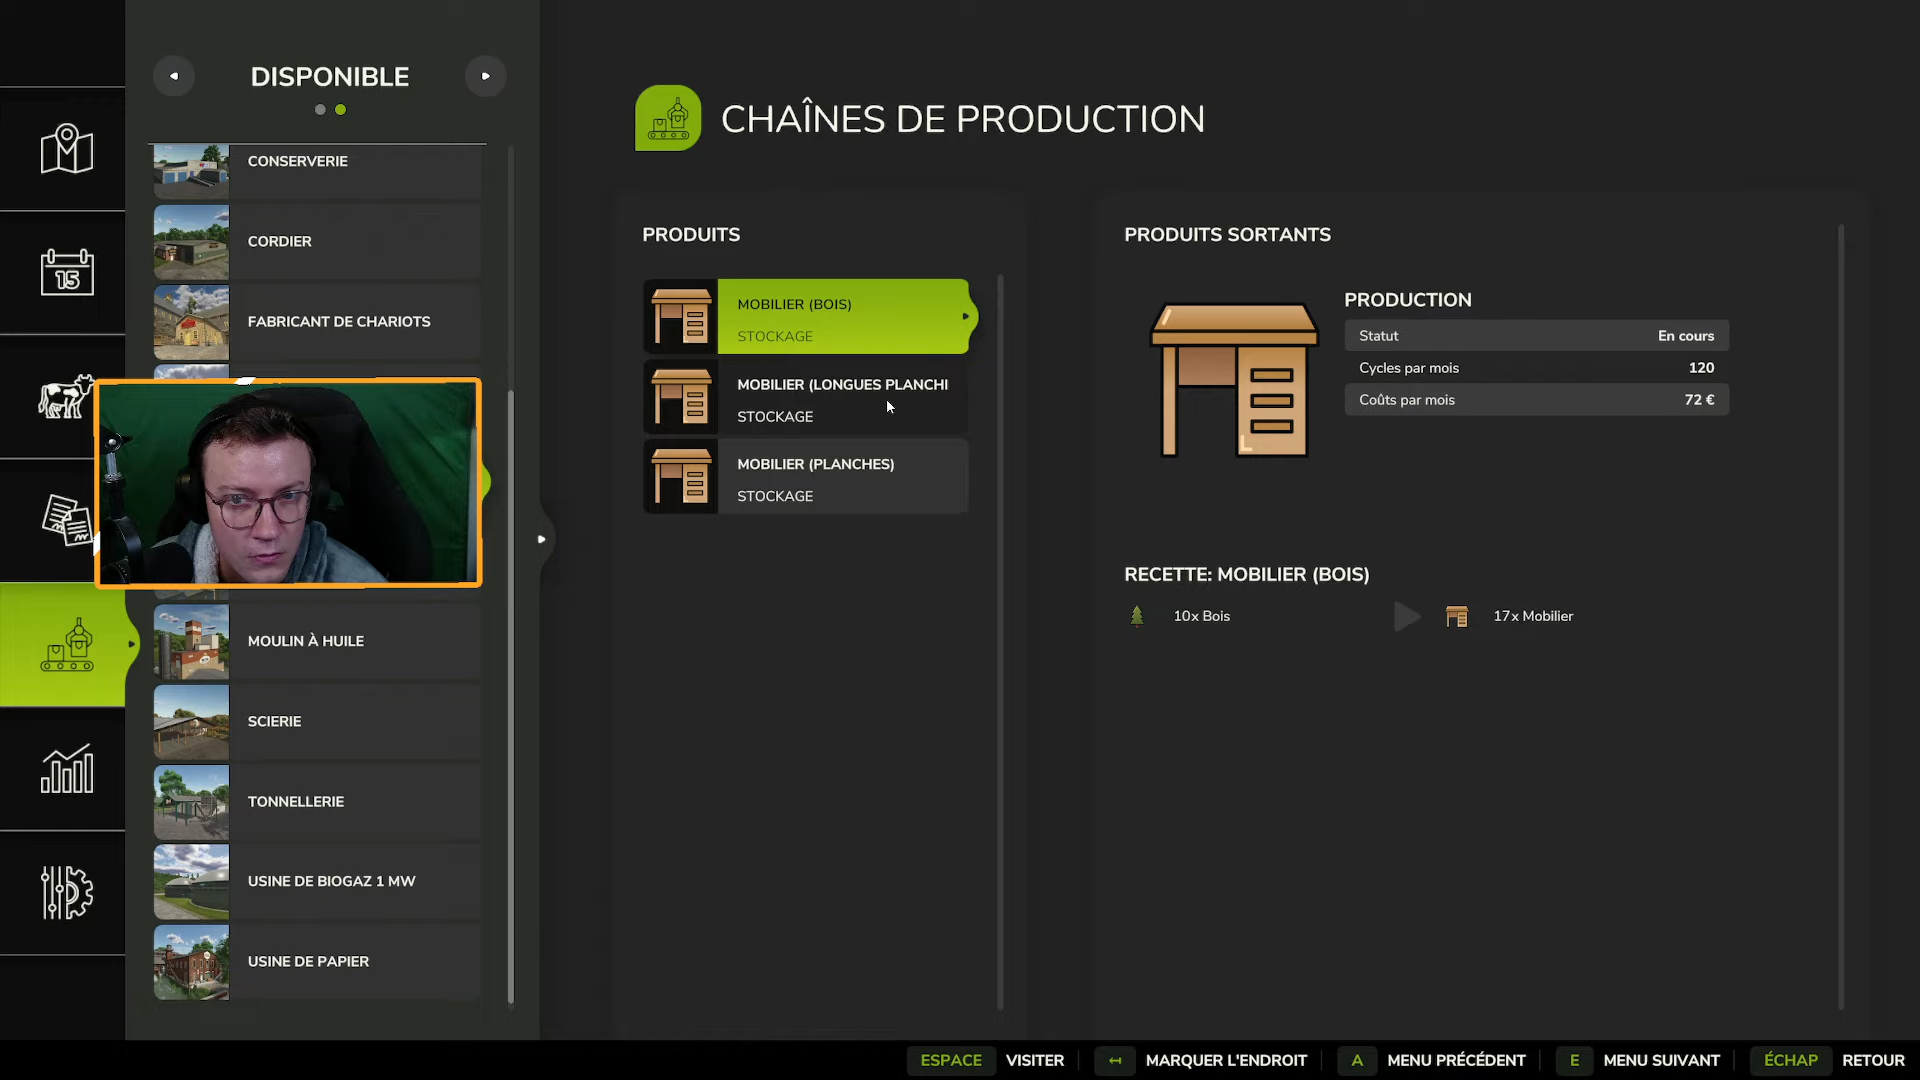 DISPONIBLE
CONSERVERIE
CORDIER
FABRICANT DE CHARIOTS
MOULIN À HUILE
SCIERIE
TONNELLERIE
USINE DE BIOGAZ 1 MW
USINE DE PAPIER
15
CHAÎNES DE PRODUCTION
PRODUITS
MOBILIER (BOIS)
STOCKAGE
MOBILIER (LONGUES PLANCHI
STOCKAGE
MOBILIER (PLANCHES)
STOCKAGE
PRODUITS SORTANTS
PRODUCTION
Statut En cours
Cycles par mois 120
Coûts par mois 72 €
RECETTE: MOBILIER (BOIS)
10x Bois 17x Mobilier
ESPACE VISITER MARQUER L'ENDROIT A MENU PRÉCÉDENT E MENU SUIVANT ÉCHAP RETOUR